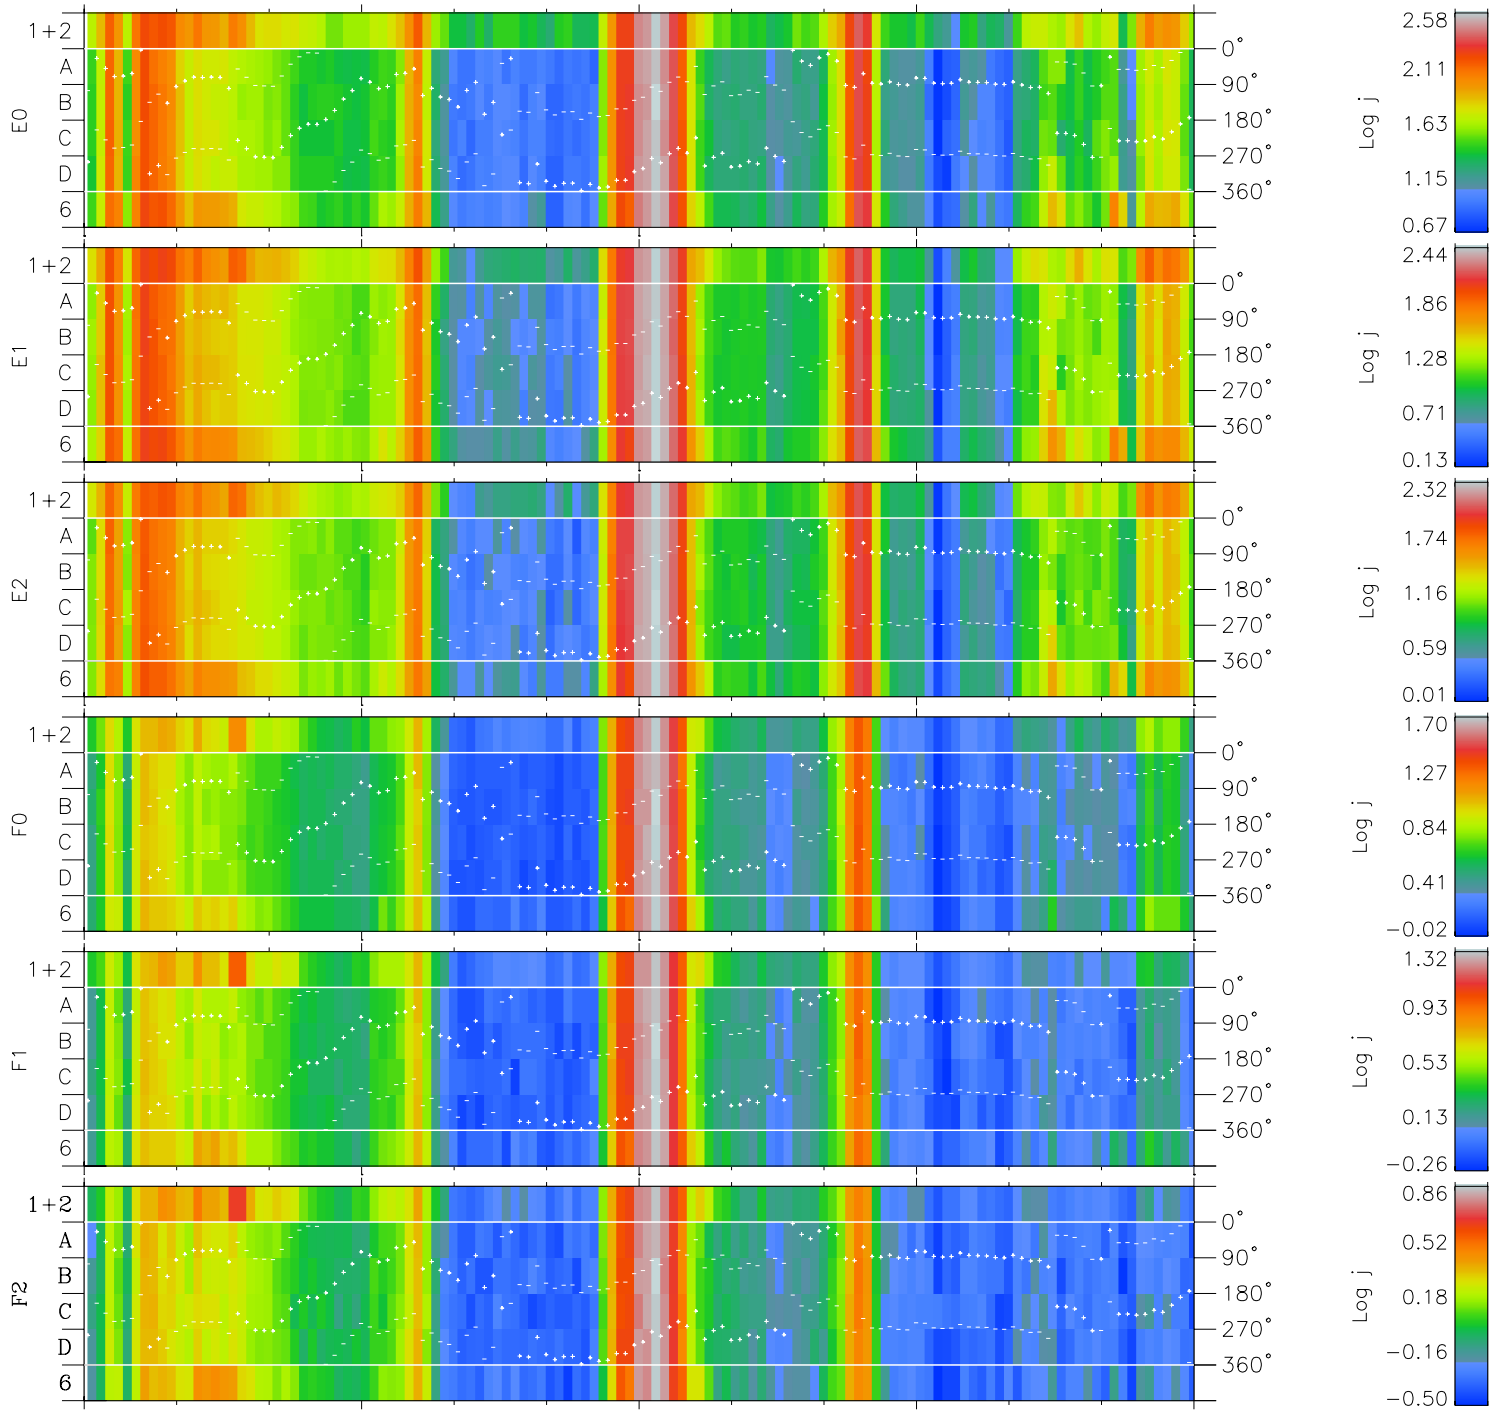 1+2
A
B
C
D
6
E0
0°
90°
180°
270°
360°
Log j
2.58
2.11
1.63
1.15
0.67
1+2
A
B
C
D
6
E1
0°
90°
180°
270°
360°
Log j
2.44
1.86
1.28
0.71
0.13
1+2
A
B
C
D
6
E2
0°
90°
180°
270°
360°
Log j
2.32
1.74
1.16
0.59
0.01
1+2
A
B
C
D
6
F0
0°
90°
180°
270°
360°
Log j
1.70
1.27
0.84
0.41
−0.02
1+2
A
B
C
D
6
F1
0°
90°
180°
270°
360°
Log j
1.32
0.93
0.53
0.13
−0.26
1+2
A
B
C
D
6
F2
0°
90°
180°
270°
360°
Log j
0.86
0.52
0.18
−0.16
−0.50